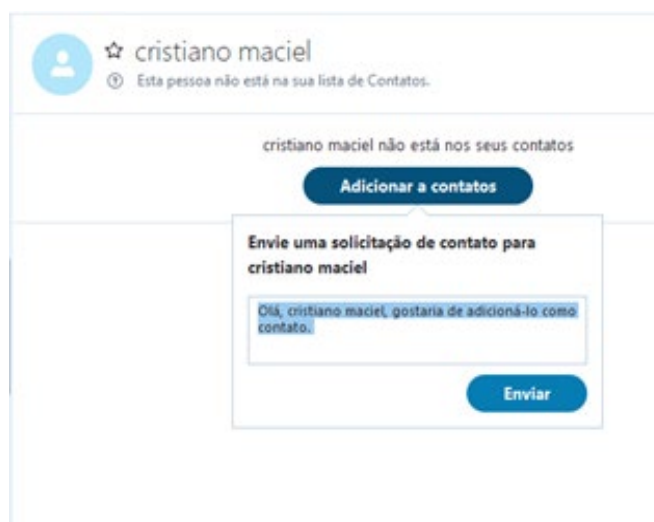 cristiano maciel
Esta pessoa não está na sua lista de Contatos.
cristiano maciel não está nos seus contatos
Adicionar a contatos
Envie uma solicitação de contato para
cristiano maciel
Olá, cristiano maciel, gostaria de adicioná-lo como
contato.
Enviar